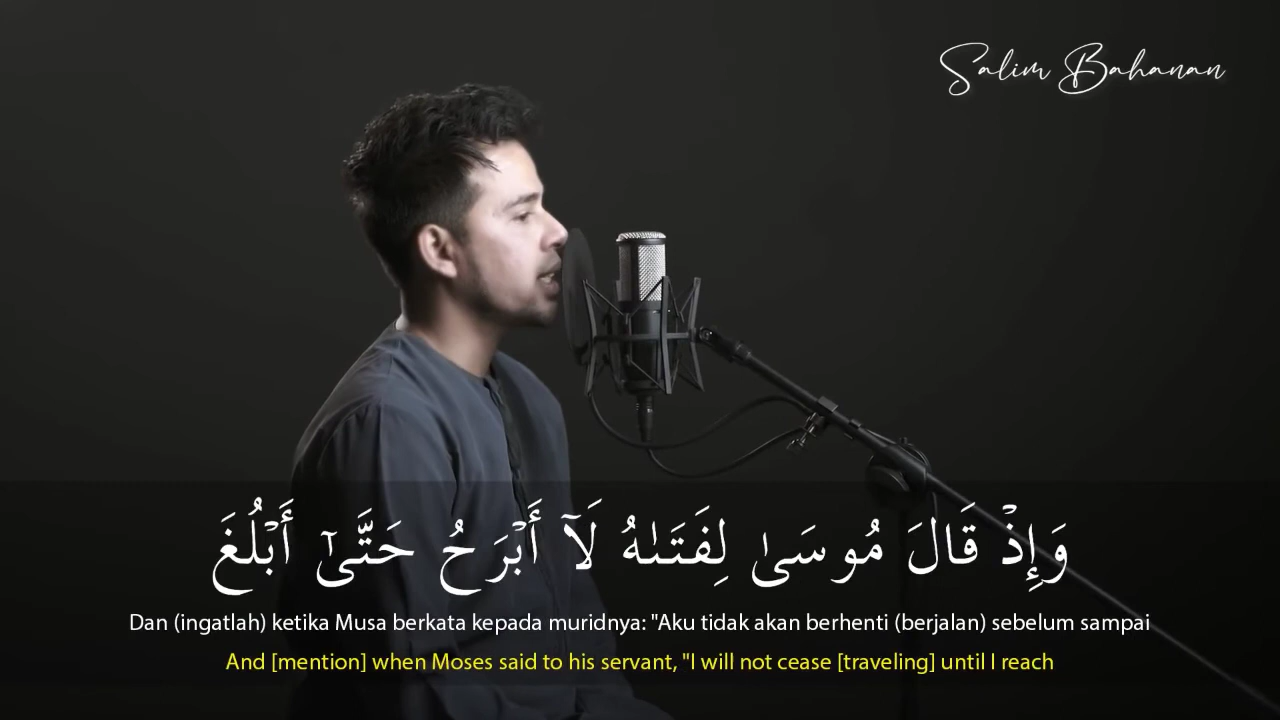 Salim Bahanan
وَإِذْ قَالَ مُوسَىٰ لِفَتَىٰهُ لَآ أَبْرَحُ حَتَّىٰٓ أَبْلُغَ
Dan (ingatlah) ketika Musa berkata kepada muridnya: "Aku tidak akan berhenti (berjalan) sebelum sampai
And [mention] when Moses said to his servant, "I will not cease [traveling] until I reach